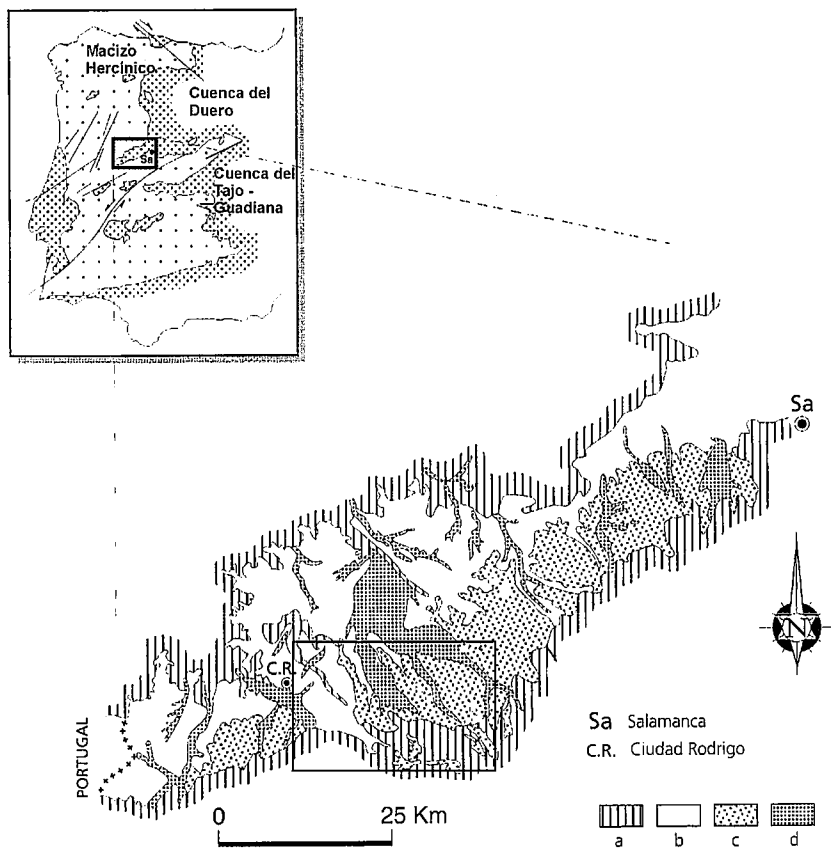 Macizo
Hercínico
Cuenca del
Duero
Sa
Cuenca del
Tajo -
Guadiana
Sa
C.R.
PORTUGAL
N
Sa Salamanca
C.R. Ciudad Rodrigo
0 25 Km
a b c d